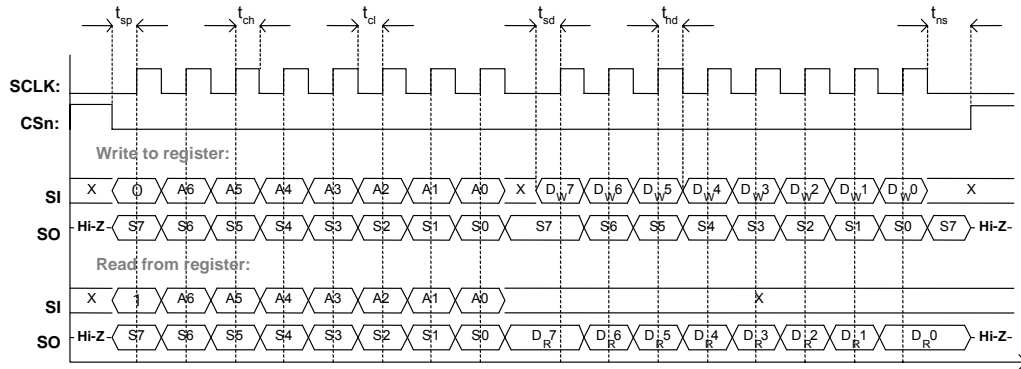 tsp tch tcl tsd thd tns
SCLK:
CSn:
Write to register:
SI X 0 A6 A5 A4 A3 A2 A1 A0 X DW7 DW6 DW5 DW4 DW3 DW2 DW1 DW0 X
SO Hi-Z S7 S6 S5 S4 S3 S2 S1 S0 S7 S6 S5 S4 S3 S2 S1 S0 S7 Hi-Z
Read from register:
SI X 1 A6 A5 A4 A3 A2 A1 A0 X
SO Hi-Z S7 S6 S5 S4 S3 S2 S1 S0 DR7 DR6 DR5 DR4 DR3 DR2 DR1 DR0 Hi-Z